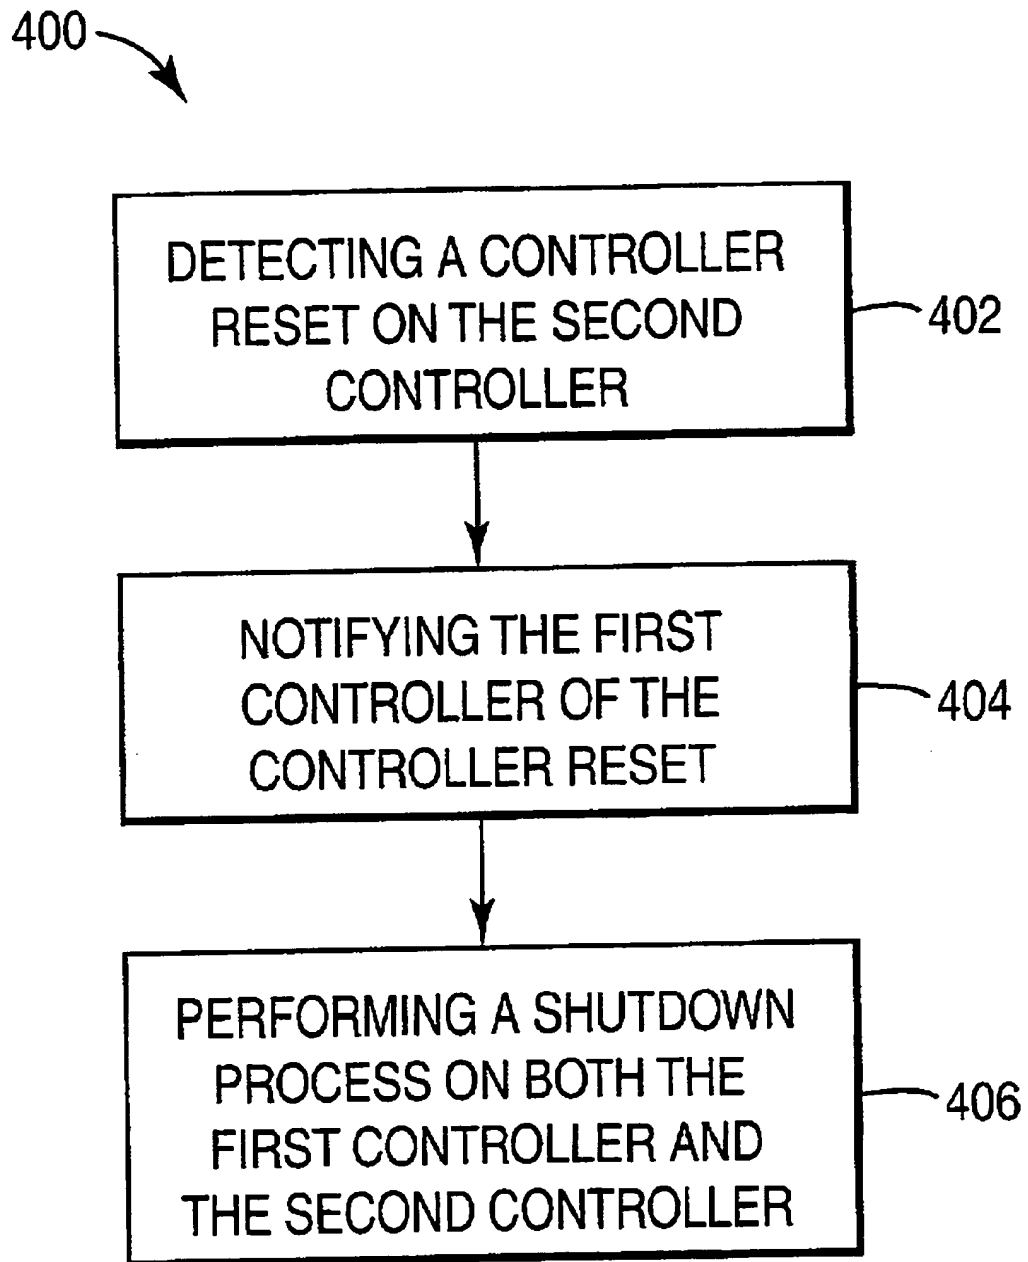 400
DETECTING A CONTROLLER
RESET ON THE SECOND
CONTROLLER
402
NOTIFYING THE FIRST
CONTROLLER OF THE
CONTROLLER RESET
404
PERFORMING A SHUTDOWN
PROCESS ON BOTH THE
FIRST CONTROLLER AND
THE SECOND CONTROLLER
406